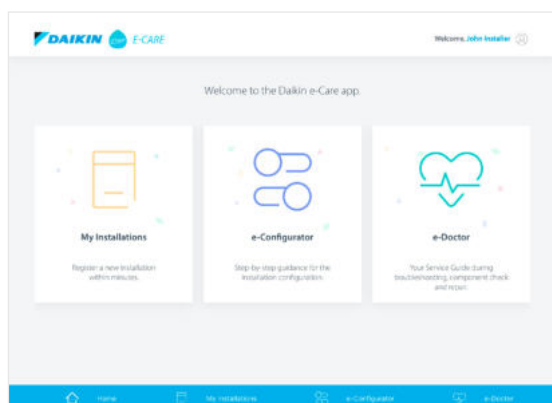 DAIKIN E-CARE
Welcome, John Installer
Welcome to the Daikin e-Care app.
My Installations
Register a new installation
within minutes.
e-Configurator
Step-by-step guidance for the
installation configuration.
e-Doctor
Your Service Guide during
troubleshooting, component check
and repair.
Home My Installations e-Configurator e-Doctor